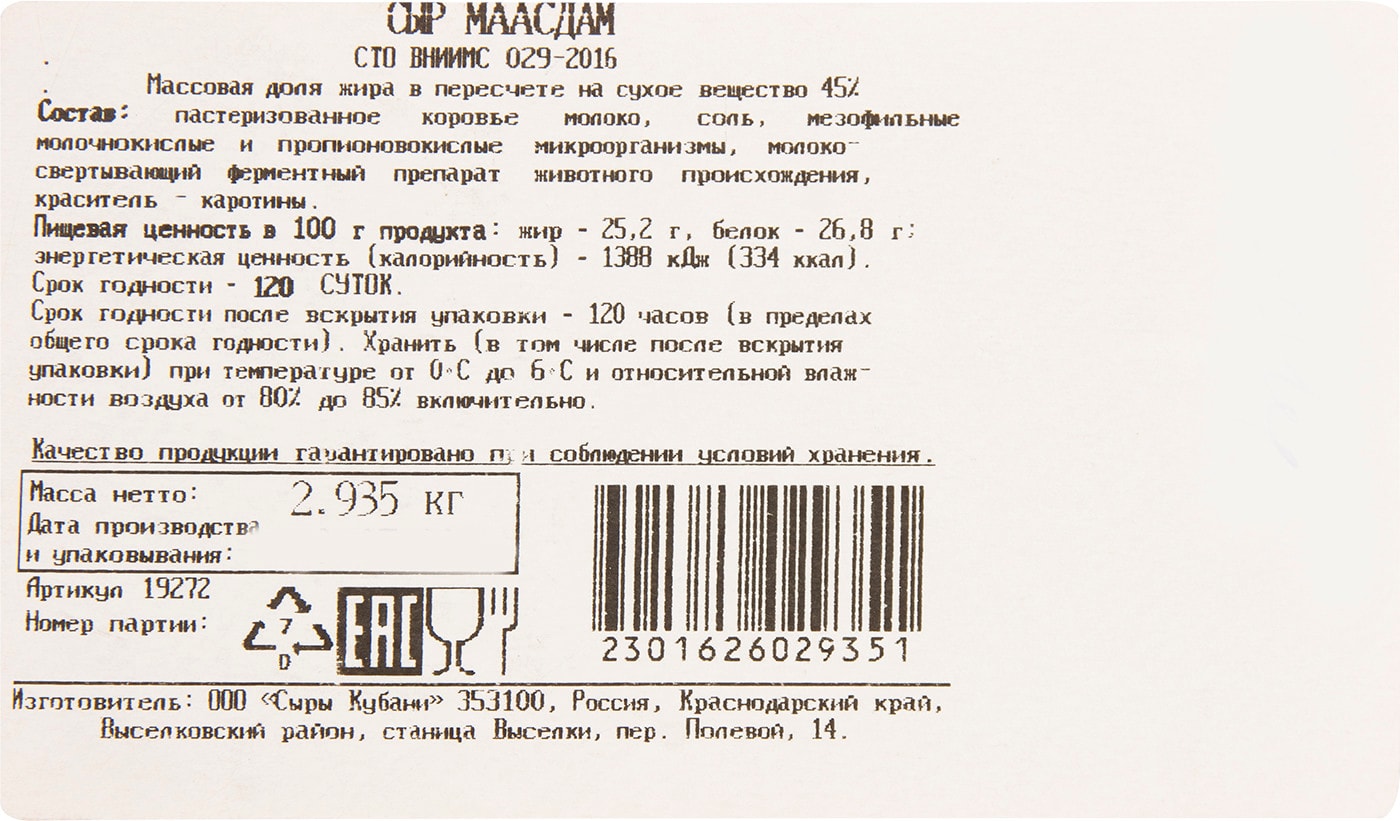 СЫР МААСДАМ
СТО ВНИИМС 029-2016
Массовая доля жира в пересчете на сухое вещество 45%
Состав: пастеризованное коровье молоко, соль, мезофильные
молочнокислые и пропионовокислые микроорганизмы, молоко-
свертывающий ферментный препарат животного происхождения,
краситель - каротины.
Пищевая ценность в 100 г продукта: жир - 25,2 г, белок - 26,8 г;
энергетическая ценность (калорийность) - 1388 кДж (334 ккал).
Срок годности - 120 СУТОК.
Срок годности после вскрытия упаковки - 120 часов (в пределах
общего срока годности). Хранить (в том числе после вскрытия
упаковки) при температуре от 0°С до 6°С и относительной влаж-
ности воздуха от 80% до 85% включительно.
Качество продукции гарантировано при соблюдении условий хранения.
Масса нетто: 2.935 кг
Дата производства
и упаковывания:
Артикул 19272
Номер партии:
7
D
EAC
2301626029351
Изготовитель: ООО «Сыры Кубани» 353100, Россия, Краснодарский край,
Выселковский район, станица Выселки, пер. Полевой, 14.